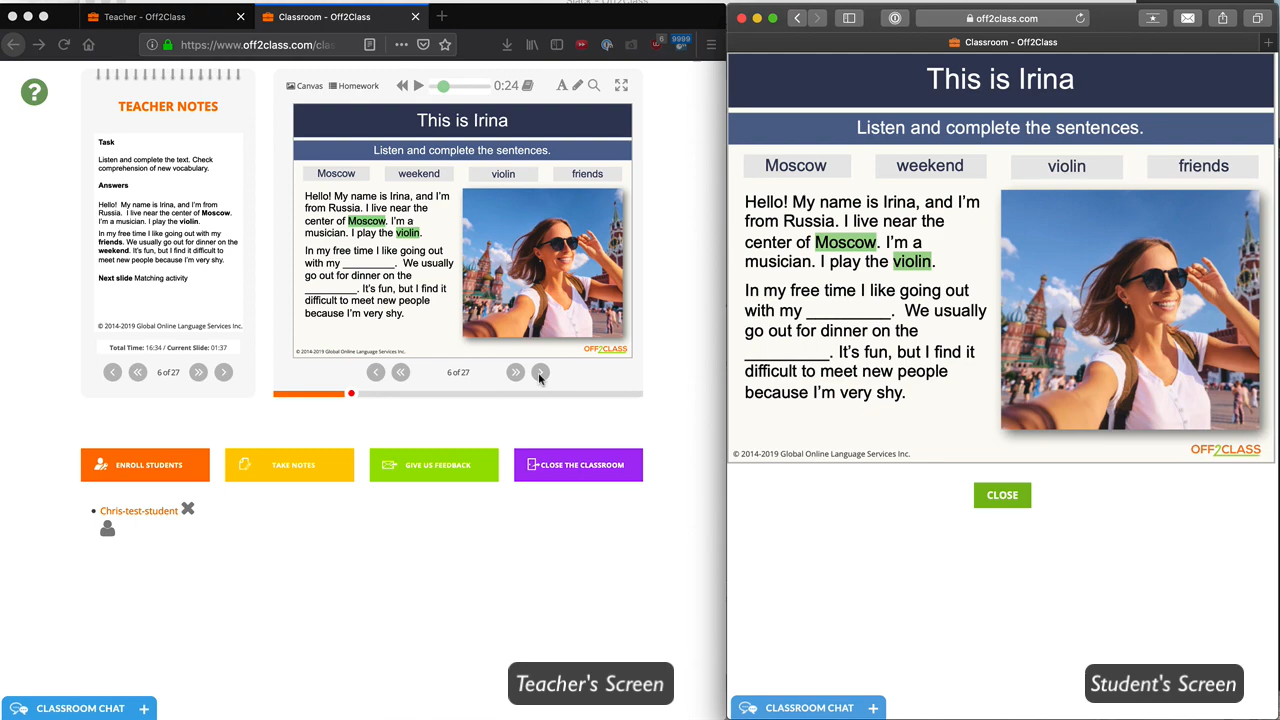 Teacher - Off2Class
Classroom - Off2Class
https://www.off2class.com/clas
6
9999
TEACHER NOTES
Task
Listen and complete the text. Check
comprehension of new vocabulary.
Answers
Hello! My name is Irina, and I'm from
Russia. I live near the center of Moscow.
I'm a musician. I play the violin.
In my free time I like going out with my
friends. We usually go out for dinner on the
weekend. It's fun, but I find it difficult to
meet new people because I'm very shy.
Next slide Matching activity
© 2014-2019 Global Online Language Services Inc.
Total Time: 16:34 / Current Slide: 01:37
6 of 27
Canvas
Homework
0:24
This is Irina
Listen and complete the sentences.
Moscow weekend violin friends
Hello! My name is Irina, and I'm
from Russia. I live near the
center of Moscow. I'm a
musician. I play the violin.
In my free time I like going out
with my _________. We usually
go out for dinner on the
_________. It's fun, but I find it
difficult to meet new people
because I'm very shy.
© 2014-2019 Global Online Language Services Inc.
OFF2CLASS
6 of 27
ENROLL STUDENTS
TAKE NOTES
GIVE US FEEDBACK
CLOSE THE CLASSROOM
Chris-test-student
Teacher's Screen
CLASSROOM CHAT +
off2class.com
Classroom - Off2Class
This is Irina
Listen and complete the sentences.
Moscow weekend violin friends
Hello! My name is Irina, and I'm
from Russia. I live near the
center of Moscow. I'm a
musician. I play the violin.
In my free time I like going out
with my _________. We usually
go out for dinner on the
_________. It's fun, but I find it
difficult to meet new people
because I'm very shy.
© 2014-2019 Global Online Language Services Inc.
OFF2CLASS
CLOSE
Student's Screen
CLASSROOM CHAT +